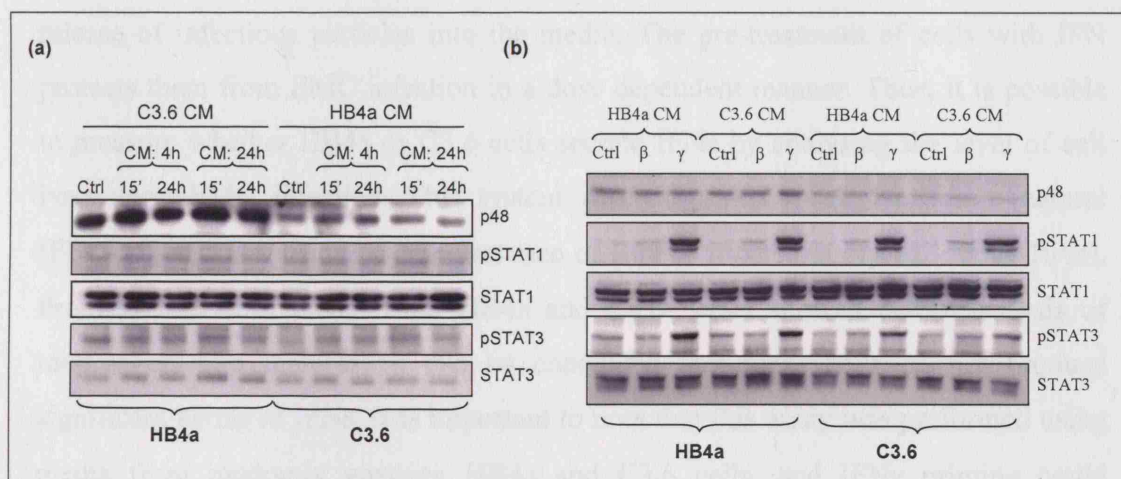 (a)
C3.6 CM HB4a CM
CM: 4h CM: 24h CM: 4h CM: 24h
Ctrl 15' 24h 15' 24h Ctrl 15' 24h 15' 24h
p48
pSTAT1
STAT1
pSTAT3
STAT3
HB4a C3.6
(b)
HB4a CM C3.6 CM HB4a CM C3.6 CM
Ctrl β γ Ctrl β γ Ctrl β γ Ctrl β γ
p48
pSTAT1
STAT1
pSTAT3
STAT3
HB4a C3.6